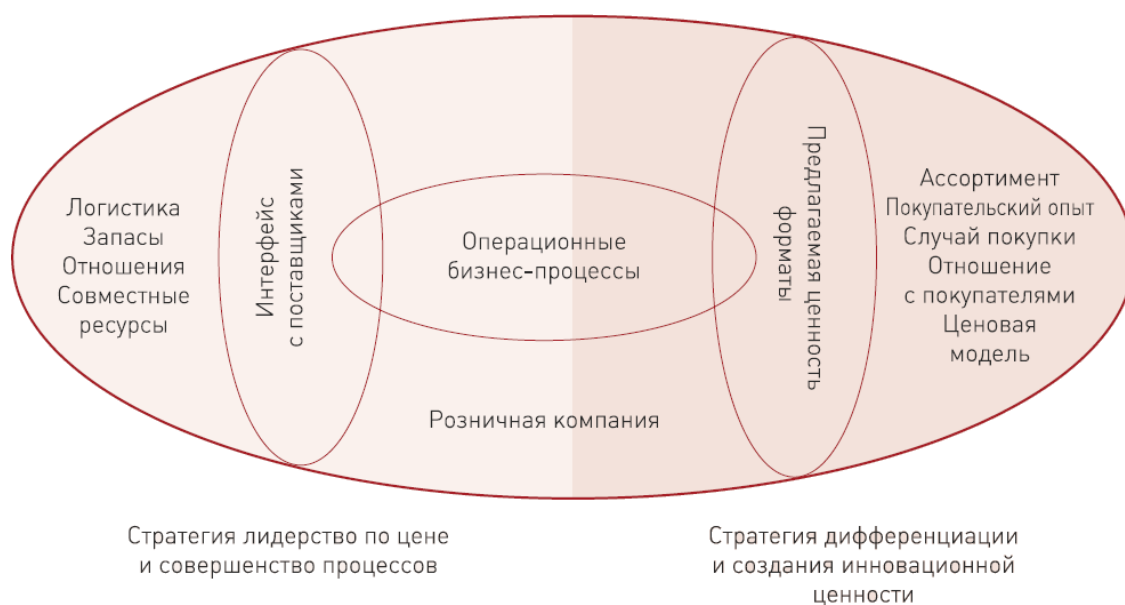 Логистика
Запасы
Отношения
Совместные
ресурсы
Интерфейс
с поставщиками
Операционные
бизнес-процессы
Розничная компания
Предлагаемая ценность
форматы
Ассортимент
Покупательский опыт
Случай покупки
Отношение
с покупателями
Ценовая
модель
Стратегия лидерство по цене
и совершенство процессов
Стратегия дифференциации
и создания инновационной
ценности